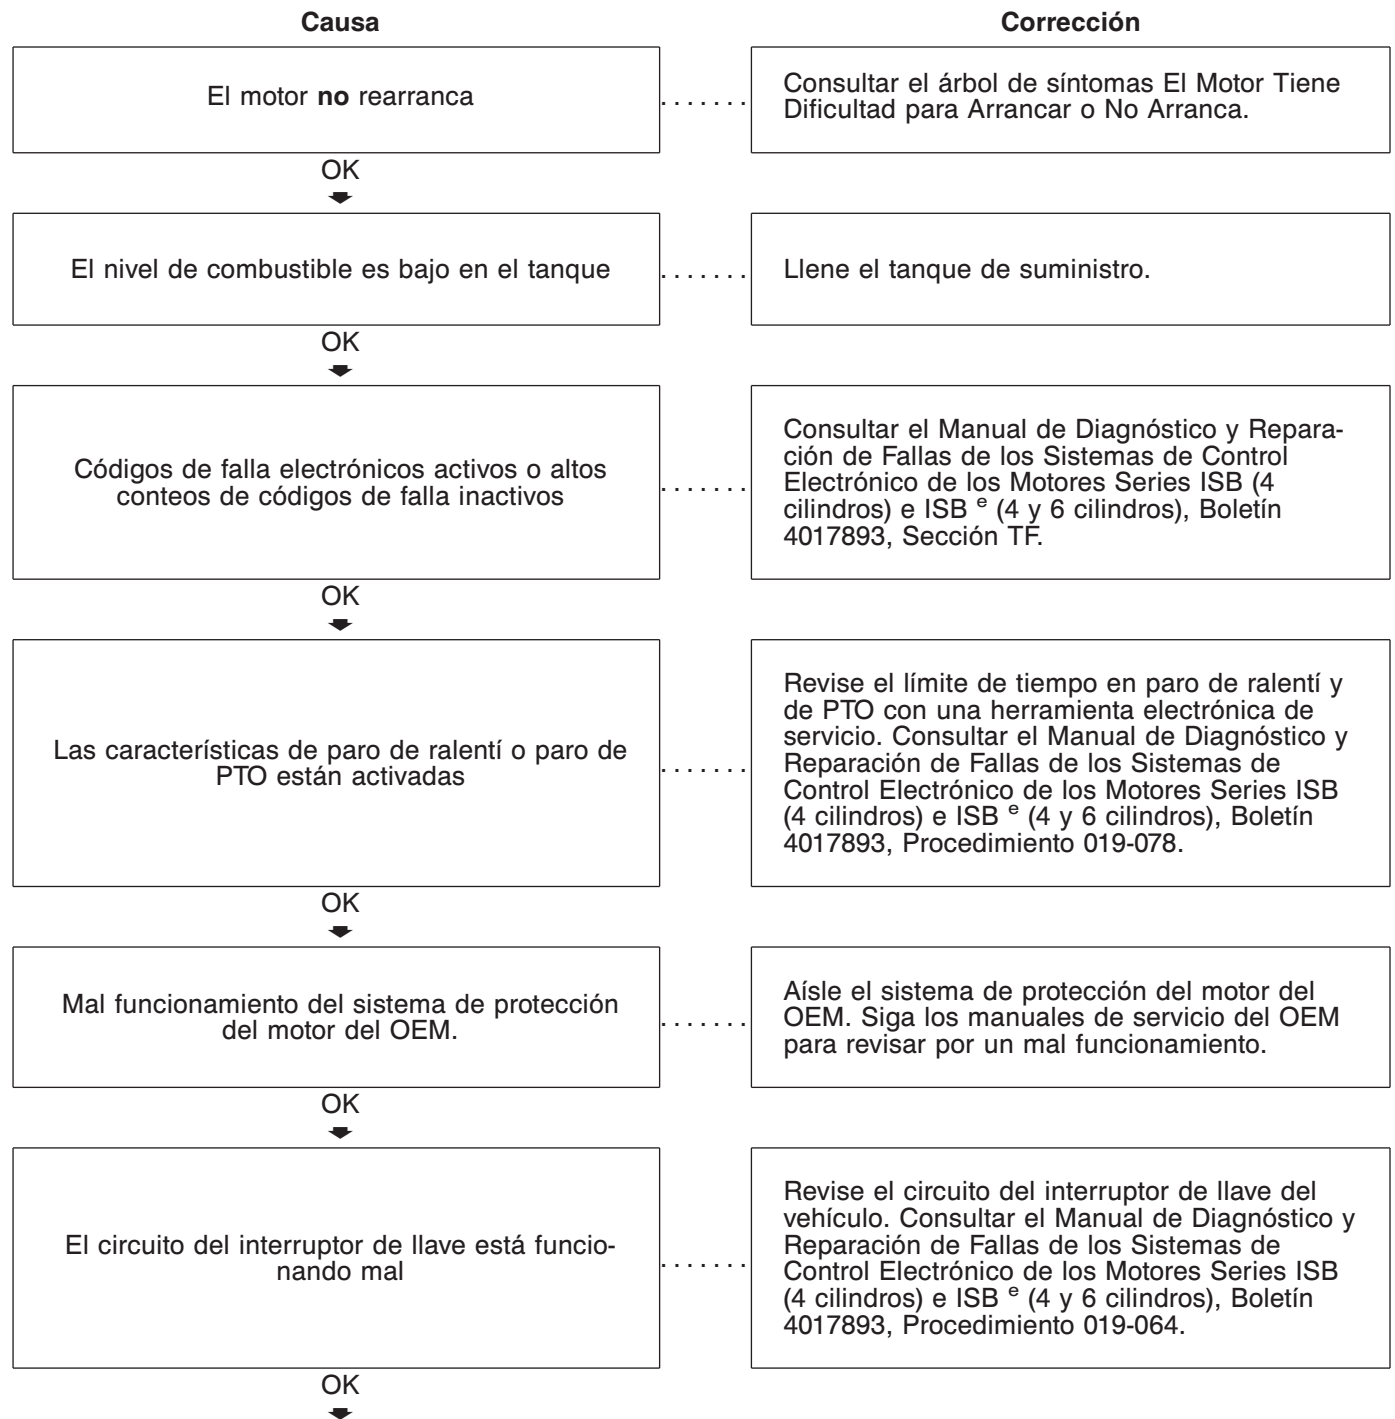 Causa
Corrección
El motor no rearranca
. . . . . . .
Consultar el árbol de síntomas El Motor Tiene
Dificultad para Arrancar o No Arranca.
OK
El nivel de combustible es bajo en el tanque
. . . . . . .
Llene el tanque de suministro.
OK
Códigos de falla electrónicos activos o altos
conteos de códigos de falla inactivos
. . . . . . .
Consultar el Manual de Diagnóstico y Repara-
ción de Fallas de los Sistemas de Control
Electrónico de los Motores Series ISB (4
cilindros) e ISB e (4 y 6 cilindros), Boletín
4017893, Sección TF.
OK
Las características de paro de ralentí o paro de
PTO están activadas
. . . . . . .
Revise el límite de tiempo en paro de ralentí y
de PTO con una herramienta electrónica de
servicio. Consultar el Manual de Diagnóstico y
Reparación de Fallas de los Sistemas de
Control Electrónico de los Motores Series ISB
(4 cilindros) e ISB e (4 y 6 cilindros), Boletín
4017893, Procedimiento 019-078.
OK
Mal funcionamiento del sistema de protección
del motor del OEM.
. . . . . . .
Aísle el sistema de protección del motor del
OEM. Siga los manuales de servicio del OEM
para revisar por un mal funcionamiento.
OK
El circuito del interruptor de llave está funcio-
nando mal
. . . . . . .
Revise el circuito del interruptor de llave del
vehículo. Consultar el Manual de Diagnóstico y
Reparación de Fallas de los Sistemas de
Control Electrónico de los Motores Series ISB
(4 cilindros) e ISB e (4 y 6 cilindros), Boletín
4017893, Procedimiento 019-064.
OK